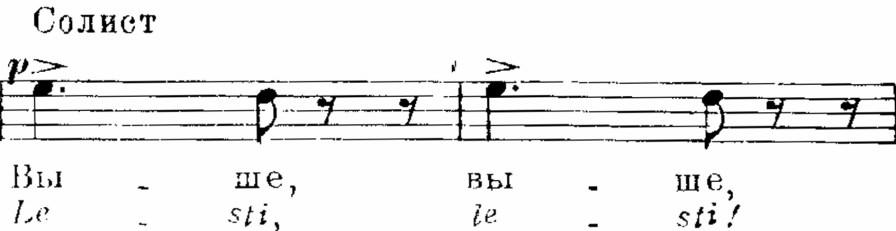 Солист
p
Вы - ше, вы - ше,
Le - sti, le - sti!